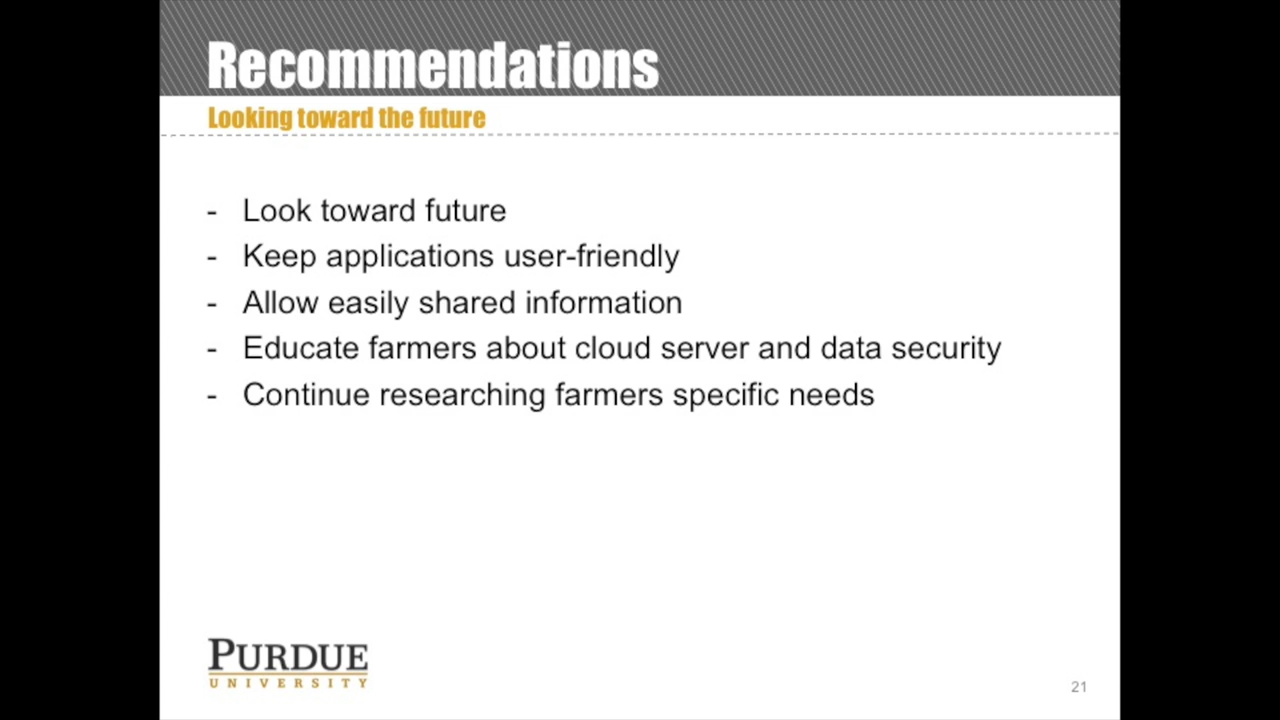 Recommendations
Looking toward the future
- Look toward future
- Keep applications user-friendly
- Allow easily shared information
- Educate farmers about cloud server and data security
- Continue researching farmers specific needs
PURDUE
UNIVERSITY
21